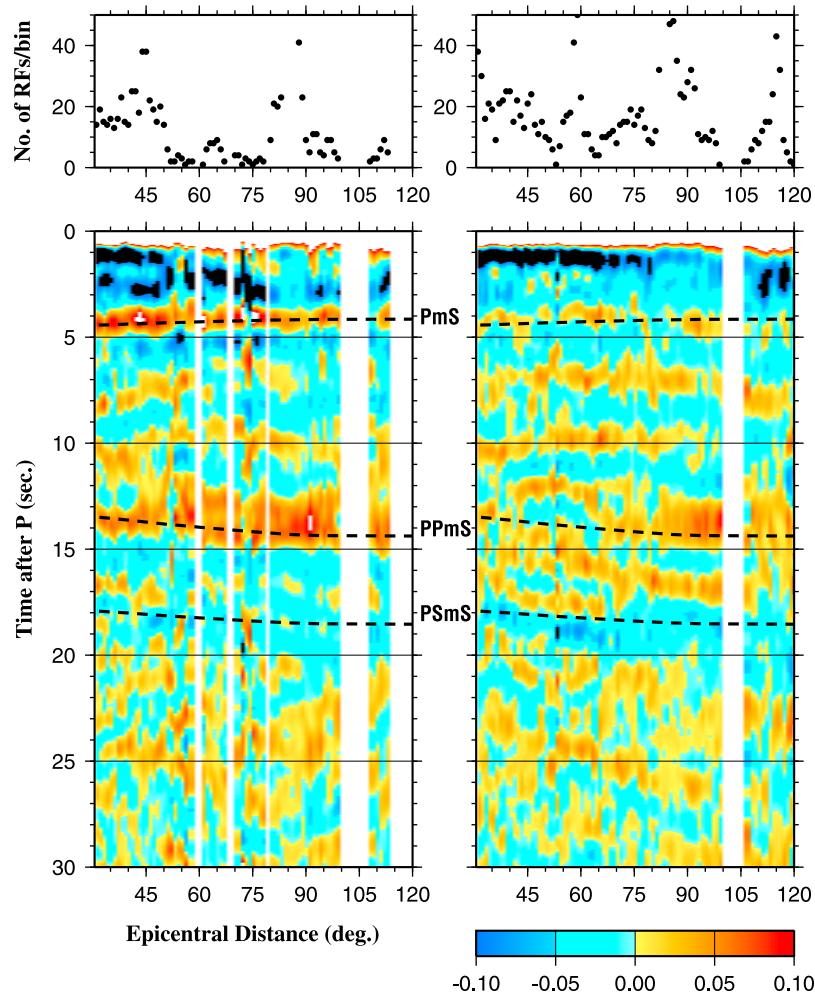 No. of RFs/bin
40
20
0
45 60 75 90 105 120
40
20
0
45 60 75 90 105 120
Time after P (sec.)
0
5
10
15
20
25
30
PmS
PPmS
PSmS
45 60 75 90 105 120
45 60 75 90 105 120
Epicentral Distance (deg.)
-0.10 -0.05 0.00 0.05 0.10